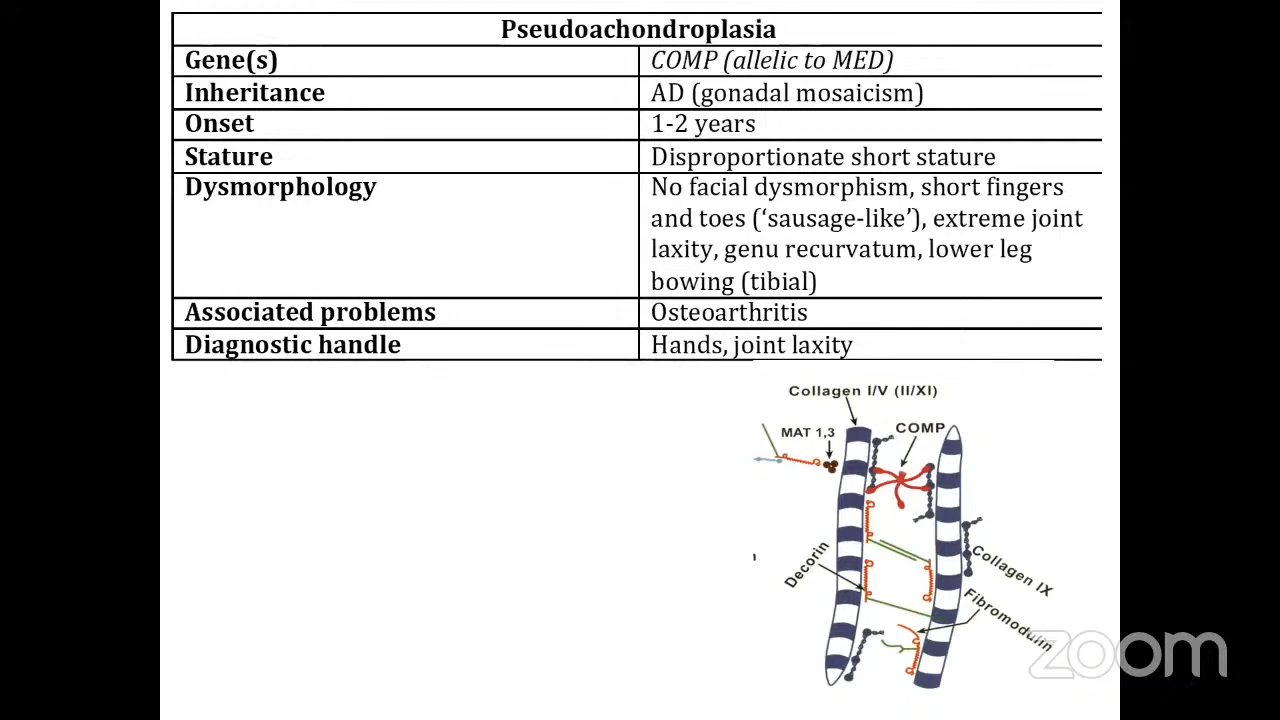 Pseudoachondroplasia
Gene(s) COMP (allelic to MED)
Inheritance AD (gonadal mosaicism)
Onset 1-2 years
Stature Disproportionate short stature
Dysmorphology No facial dysmorphism, short fingers
and toes (‘sausage-like’), extreme joint
laxity, genu recurvatum, lower leg
bowing (tibial)
Associated problems Osteoarthritis
Diagnostic handle Hands, joint laxity
Collagen I/V (II/XI)
MAT 1,3
COMP
Decorin
Collagen IX
Fibromodulin
zoom